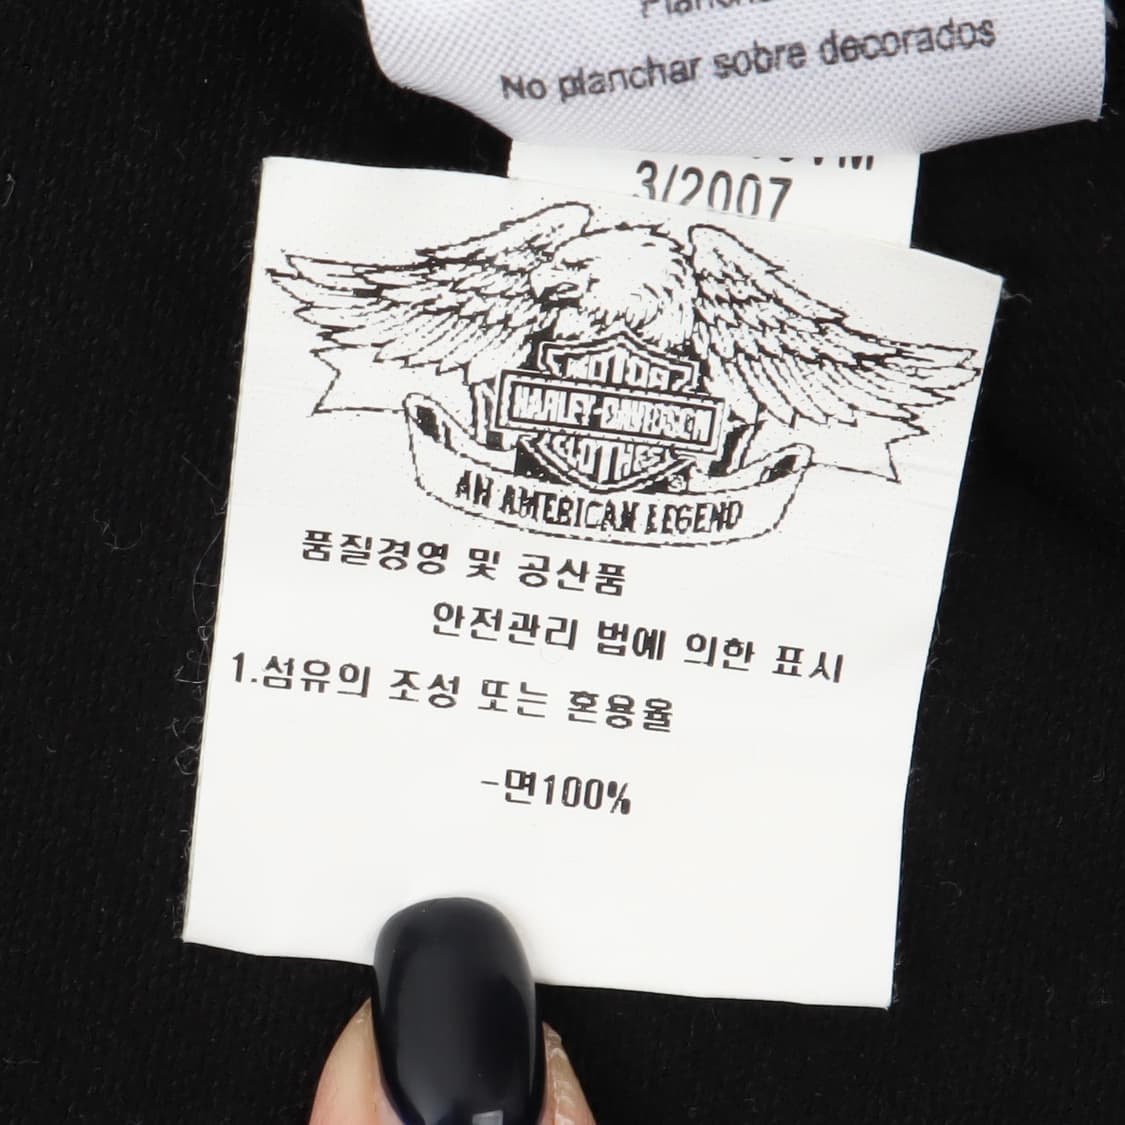 No planchar sobre decorados
3/2007
MOTOR
HARLEY-DAVIDSON
CLOTHES
AN AMERICAN LEGEND
품질경영 및 공산품
안전관리 법에 의한 표시
1.섬유의 조성 또는 혼용율
-면100%